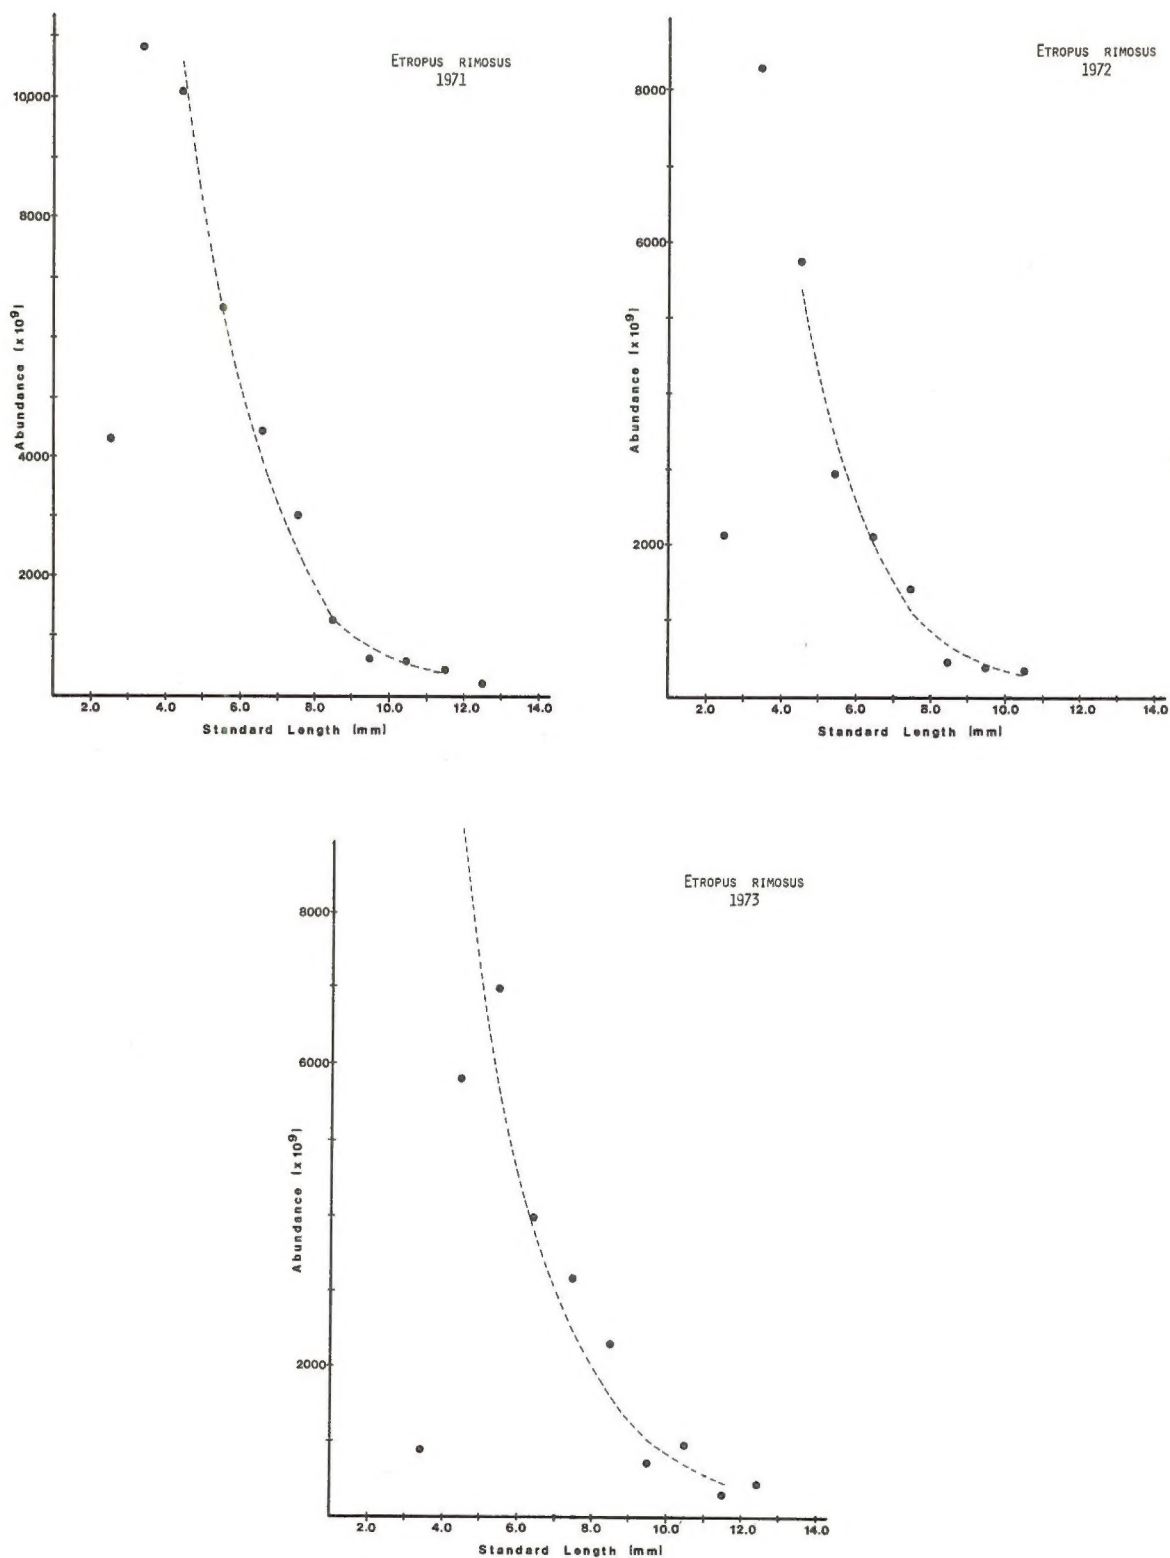 ETROPUS RIMOSUS
1971
10,000
8000
4000
2000
Abundance (x10⁹)
2.0 4.0 6.0 8.0 10.0 12.0 14.0
Standard Length (mm)
ETROPUS RIMOSUS
1972
8000
6000
2000
Abundance (x10⁹)
2.0 4.0 6.0 8.0 10.0 12.0 14.0
Standard Length (mm)
ETROPUS RIMOSUS
1973
8000
6000
2000
Abundance (x10⁹)
2.0 4.0 6.0 8.0 10.0 12.0 14.0
Standard Length (mm)